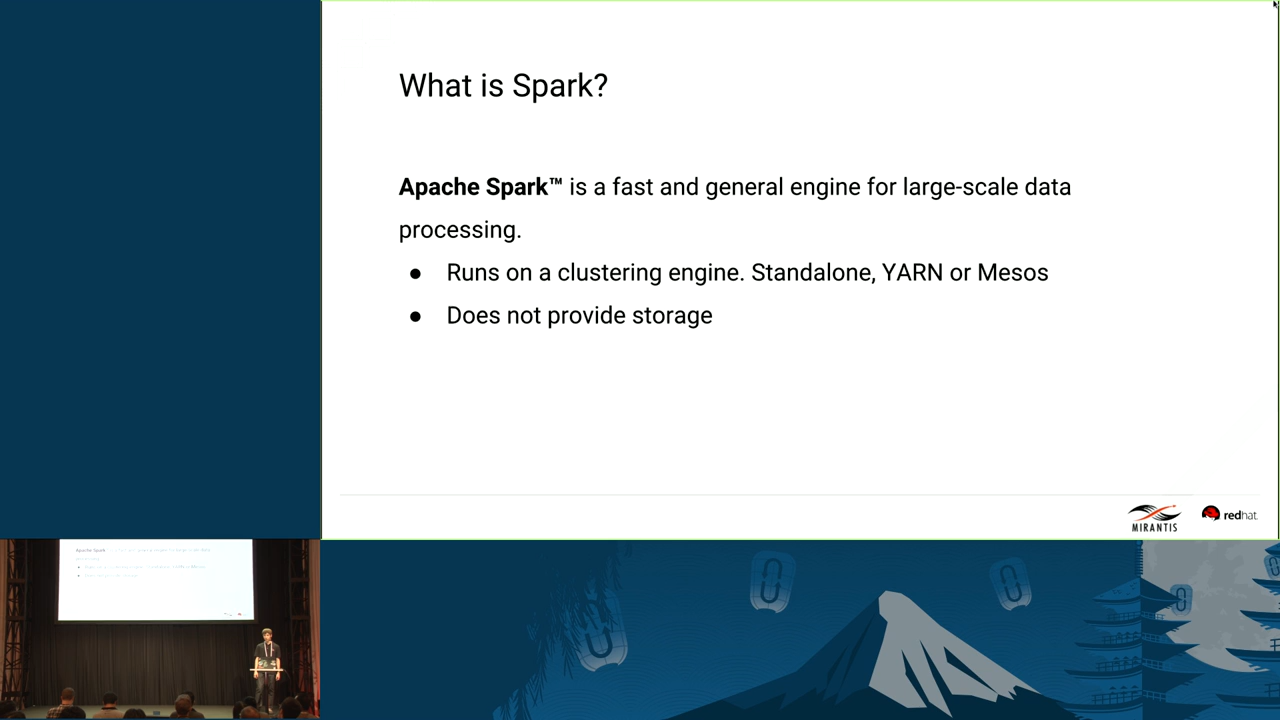 What is Spark?
Apache Spark™ is a fast and general engine for large-scale data
processing.
● Runs on a clustering engine. Standalone, YARN or Mesos
● Does not provide storage
MIRANTIS
redhat.